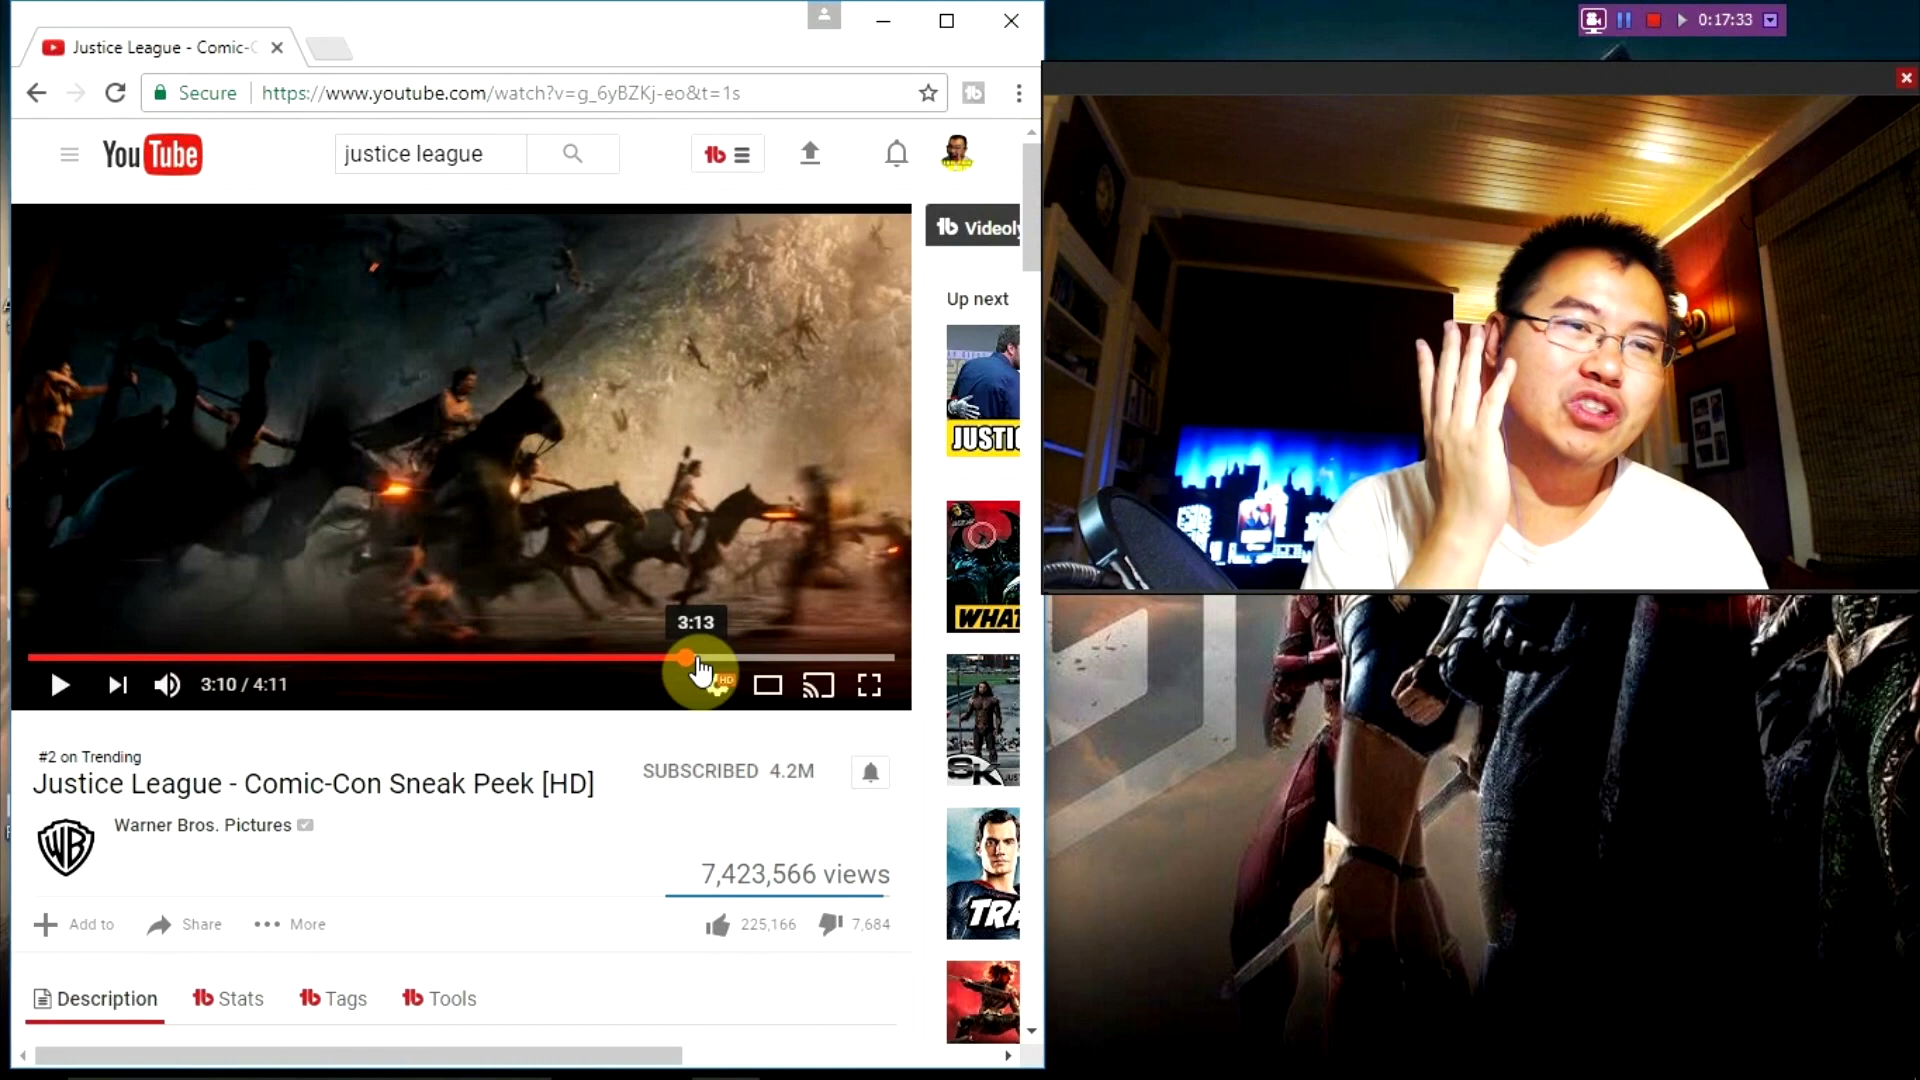 Justice League - Comic-C
0:17:33
Secure
https://www.youtube.com/watch?v=g_6yBZKj-eo&t=1s
YouTube
justice league
Videoly
Up next
JUSTIC
WHAT
SK JUS
TRA
3:13
3:10 / 4:11
HD
#2 on Trending
Justice League - Comic-Con Sneak Peek [HD]
SUBSCRIBED 4.2M
Warner Bros. Pictures
WB
7,423,566 views
Add to
Share
More
225,166
7,684
Description
Stats
Tags
Tools